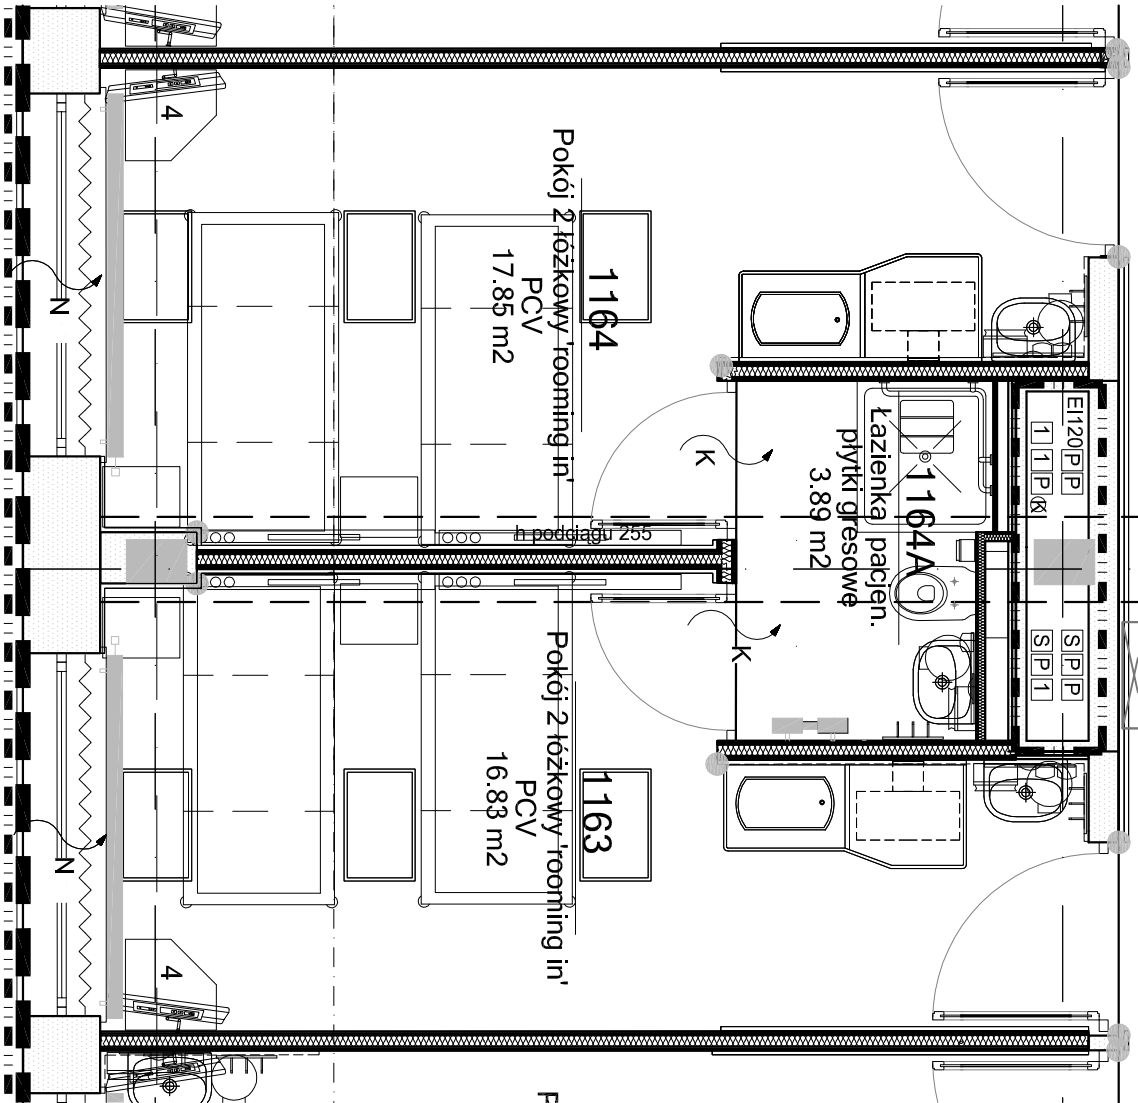 4
1164
Pokój 2 łóżkowy 'rooming in'
PCV
17.85 m2
N
K
1164A
Łazienka pacjen.
płytki gresowe
3.89 m2
EI120
P P
1 1 P K
h podciągu 255
K
S P P
S P 1
1163
Pokój 2 łóżkowy 'rooming in'
PCV
16.83 m2
N
4